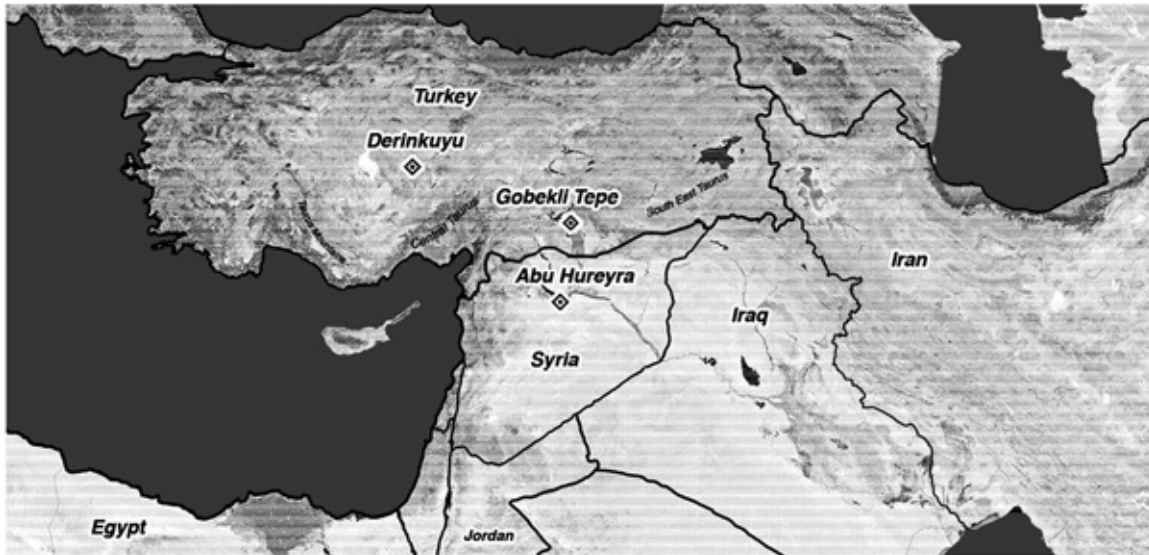 Turkey
Derinkuyu
Gobekli Tepe
South East Taurus
Central Taurus
Abu Hureyra
Iran
Iraq
Syria
Egypt
Jordan